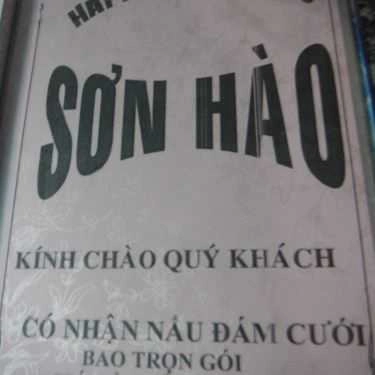 SƠN HÀO
KÍNH CHÀO QUÝ KHÁCH
CÓ NHẬN NẤU ĐÁM CƯỚI
BAO TRỌN GÓI